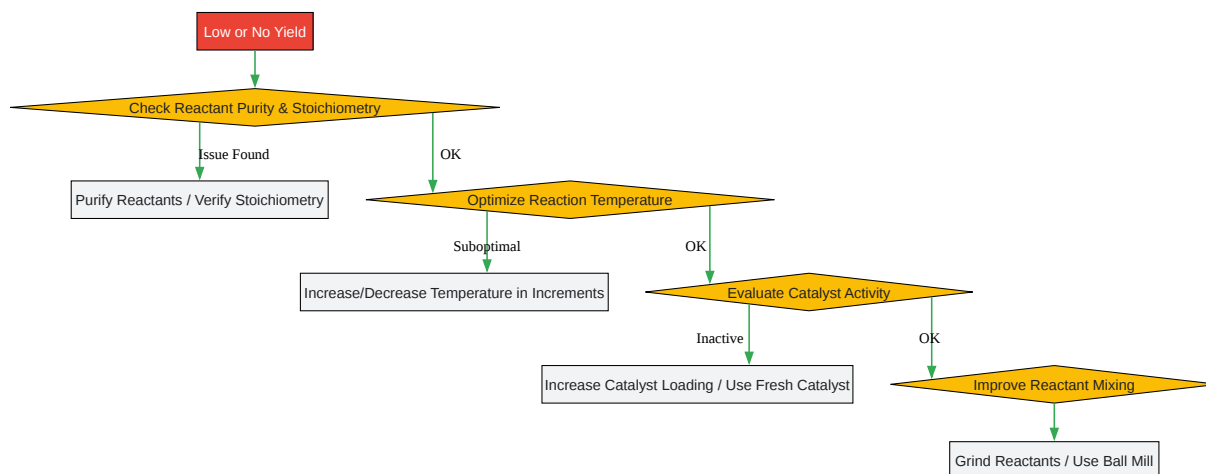 Low or No Yield
Check Reactant Purity & Stoichiometry
Issue Found
OK
Purify Reactants / Verify Stoichiometry
Optimize Reaction Temperature
Suboptimal
OK
Increase/Decrease Temperature in Increments
Evaluate Catalyst Activity
Inactive
OK
Increase Catalyst Loading / Use Fresh Catalyst
Improve Reactant Mixing
Grind Reactants / Use Ball Mill